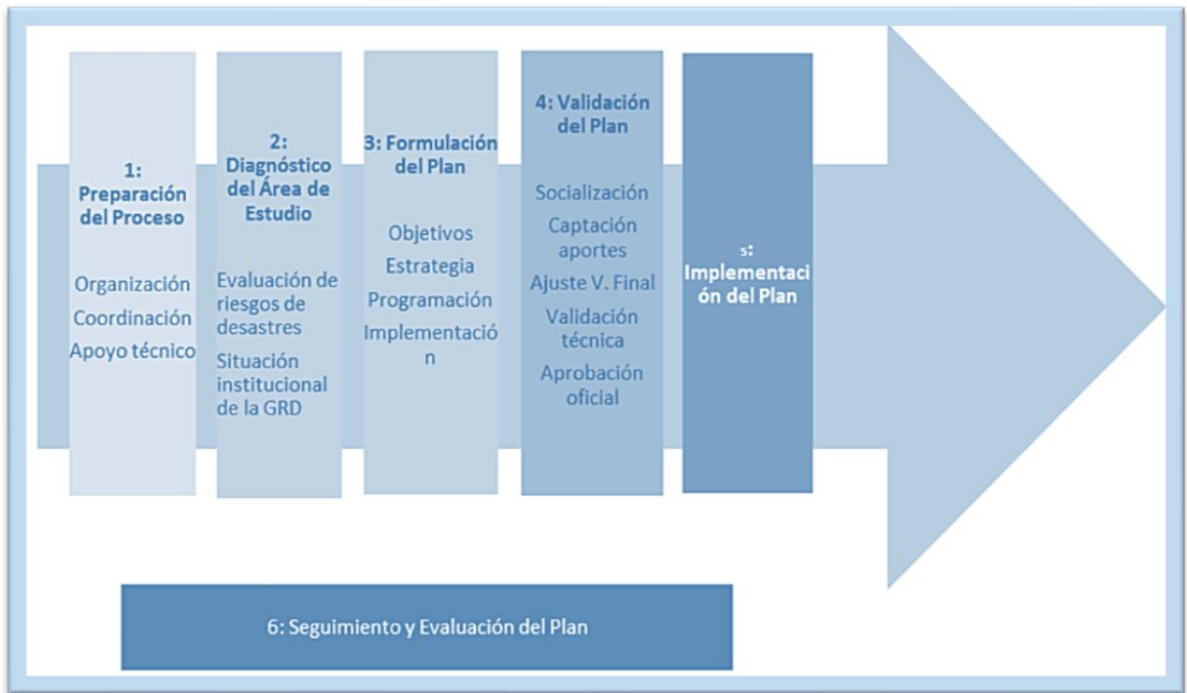 1:
Preparación
del Proceso
Organización
Coordinación
Apoyo técnico
2:
Diagnóstico
del Área de
Estudio
Evaluación de
riesgos de
desastres
Situación
institucional
de la GRD
3: Formulación
del Plan
Objetivos
Estrategia
Programación
Implementació
n
4: Validación
del Plan
Socialización
Captación
aportes
Ajuste V. Final
Validación
técnica
Aprobación
oficial
5:
Implementaci
ón del Plan
6: Seguimiento y Evaluación del Plan